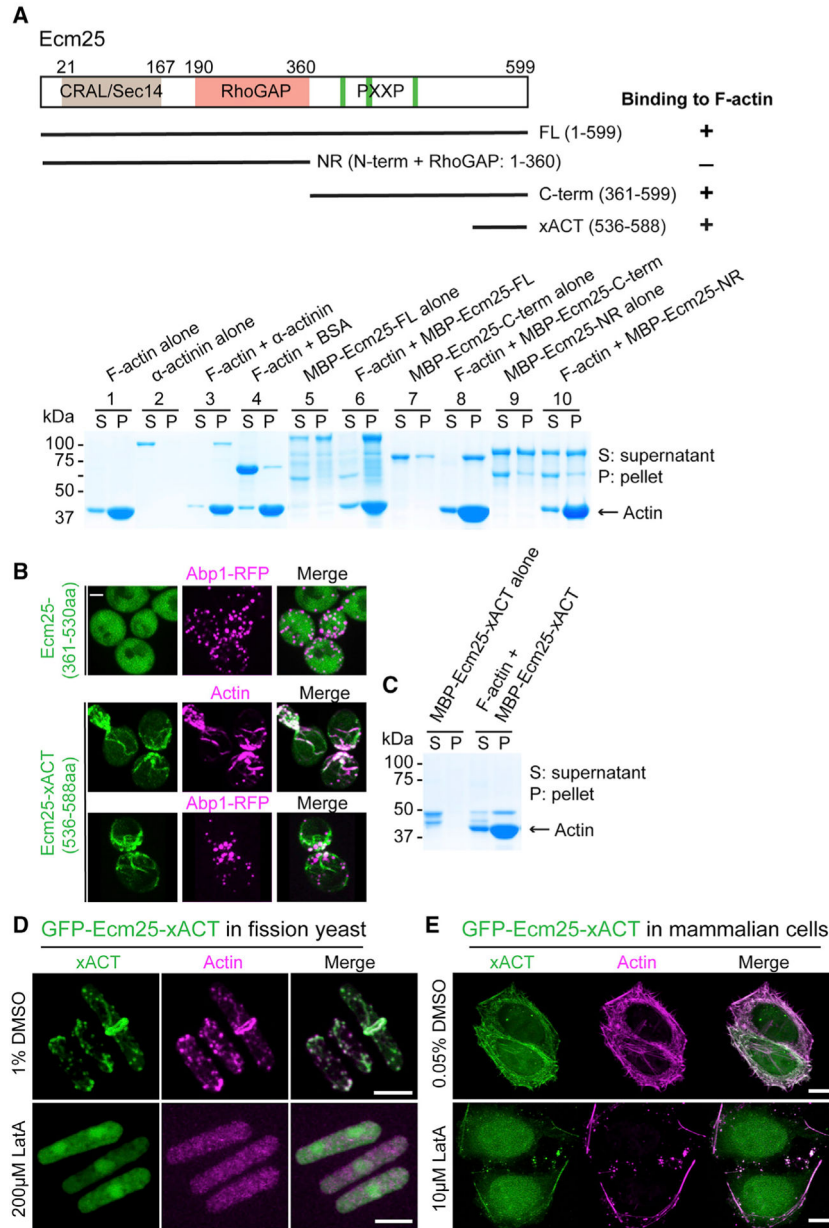 A
Ecm25
21 167 190 360 599
CRAL/Sec14 RhoGAP PXXP
Binding to F-actin
FL (1-599) +
NR (N-term + RhoGAP: 1-360) –
C-term (361-599) +
xACT (536-588) +
F-actin alone
α-actinin alone
F-actin + α-actinin
F-actin + BSA
MBP-Ecm25-FL alone
F-actin + MBP-Ecm25-FL
MBP-Ecm25-C-term alone
F-actin + MBP-Ecm25-C-term
MBP-Ecm25-NR alone
F-actin + MBP-Ecm25-NR
1 2 3 4 5 6 7 8 9 10
kDa S P S P S P S P S P S P S P S P S P S P
100
75
50
37
S: supernatant
P: pellet
← Actin
B
Abp1-RFP Merge
Ecm25-
(361-530aa)
Actin Merge
Abp1-RFP Merge
Ecm25-xACT
(536-588aa)
C
MBP-Ecm25-xACT alone
F-actin +
MBP-Ecm25-xACT
kDa S P S P
100
75
50
37
S: supernatant
P: pellet
← Actin
D GFP-Ecm25-xACT in fission yeast
xACT Actin Merge
1% DMSO
200µM LatA
E GFP-Ecm25-xACT in mammalian cells
xACT Actin Merge
0.05% DMSO
10µM LatA